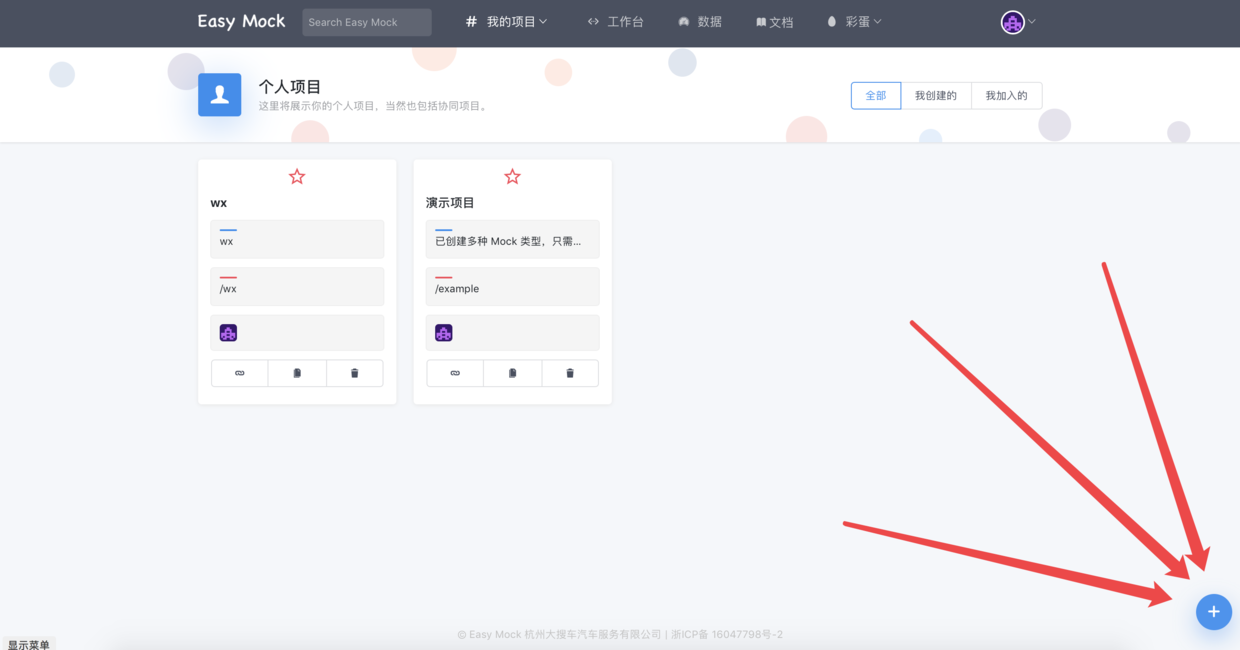 Easy Mock
Search Easy Mock
# 我的项目
工作台
数据
文档
彩蛋
个人项目
这里将展示你的个人项目，当然也包括协同项目。
全部
我创建的
我加入的
wx
wx
/wx
演示项目
已创建多种 Mock 类型，只需...
/example
© Easy Mock 杭州大搜车汽车服务有限公司 | 浙ICP备 16047798号-2
显示菜单